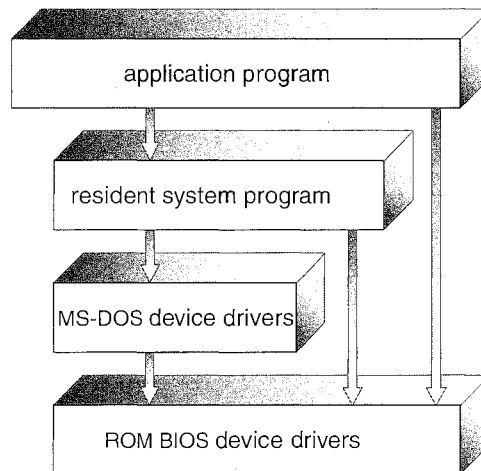 application program
resident system program
MS-DOS device drivers
ROM BIOS device drivers